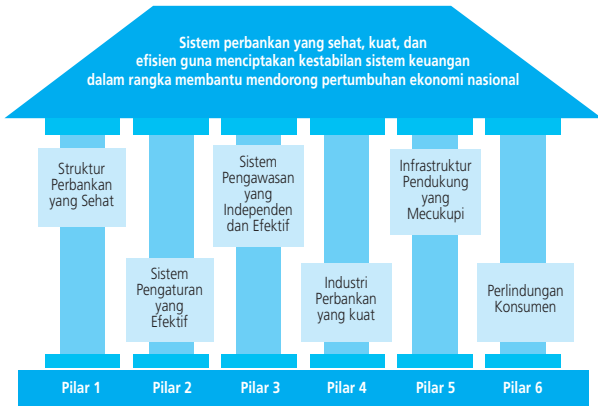 Sistem perbankan yang sehat, kuat, dan
efisien guna menciptakan kestabilan sistem keuangan
dalam rangka membantu mendorong pertumbuhan ekonomi nasional
Struktur
Perbankan
yang Sehat
Sistem
Pengaturan
yang
Efektif
Sistem
Pengawasan
yang
Independen
dan Efektif
Industri
Perbankan
yang kuat
Infrastruktur
Pendukung
yang
Mecukupi
Perlindungan
Konsumen
Pilar 1
Pilar 2
Pilar 3
Pilar 4
Pilar 5
Pilar 6